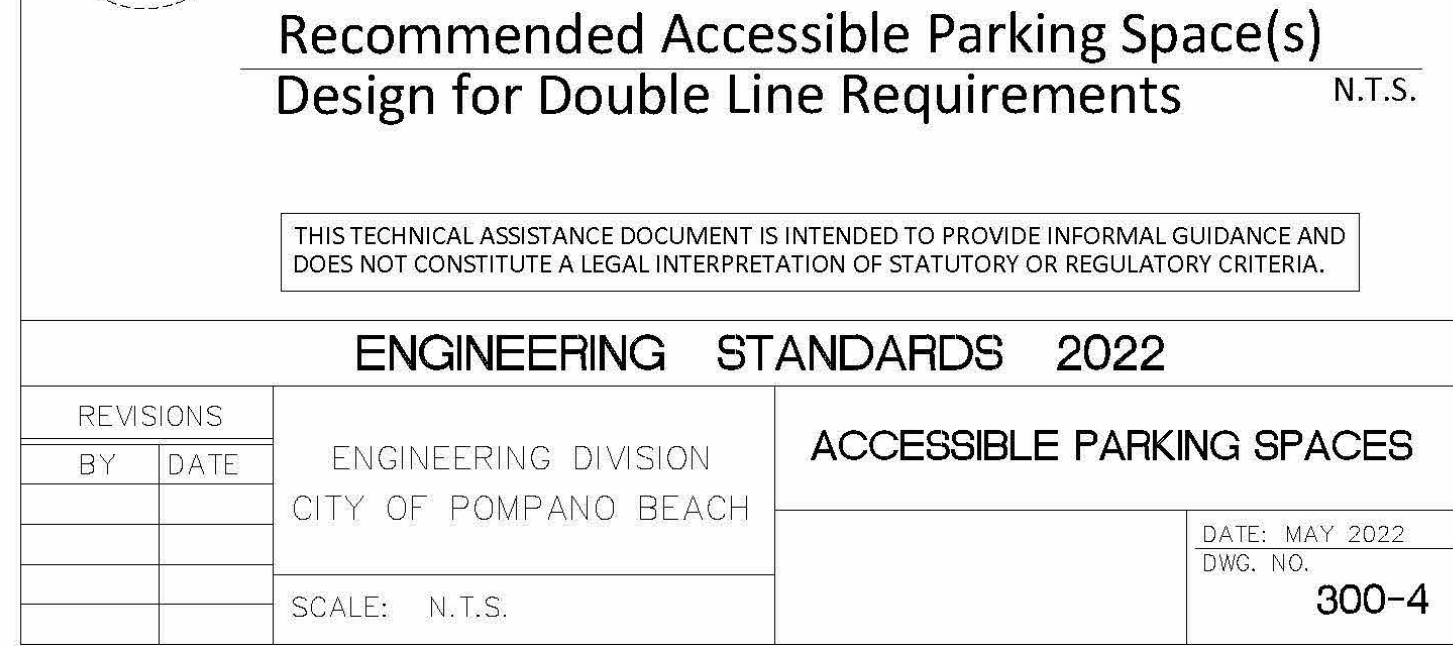 Recommended Accessible Parking Space(s)
Design for Double Line Requirements
N.T.S.
THIS TECHNICAL ASSISTANCE DOCUMENT IS INTENDED TO PROVIDE INFORMAL GUIDANCE AND
DOES NOT CONSTITUTE A LEGAL INTERPRETATION OF STATUTORY OR REGULATORY CRITERIA.
ENGINEERING STANDARDS 2022
REVISIONS
BY DATE
ENGINEERING DIVISION
CITY OF POMPANO BEACH
SCALE: N.T.S.
ACCESSIBLE PARKING SPACES
DATE: MAY 2022
DWG. NO.
300-4